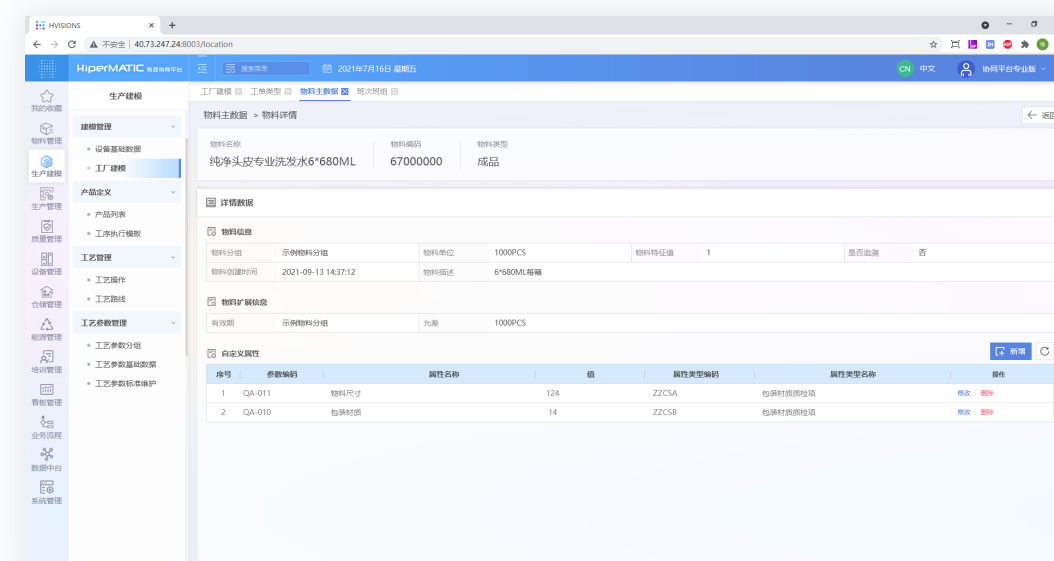 HVISIONS
不安全 40.73.247.24:8003/location
HiperMATIC 制造协同平台 搜索菜单 2021年7月16日 星期五 CN 中文 协同平台专业版
我的收藏
物料管理
生产建模
生产管理
质量管理
设备管理
仓储管理
能源管理
培训管理
看板管理
业务流程
数据中台
系统管理
生产建模
建模管理
设备基础数据
工厂建模
产品定义
产品列表
工序执行模板
工艺管理
工艺操作
工艺路线
工艺参数管理
工艺参数分组
工艺参数基础数据
工艺参数标准维护
工厂建模 工单类型 物料主数据 班次班组
物料主数据 > 物料详情 返回
物料名称 物料编码 物料类型
纯净头皮专业洗发水6*680ML 67000000 成品
详情数据
物料信息
物料分组 示例物料分组 物料单位 1000PCS 物料特征值 1 是否追溯 否
物料创建时间 2021-09-13 14:37:12 物料描述 6*680ML每箱
物料扩展信息
有效期 示例物料分组 允差 1000PCS
自定义属性 新增
序号 参数编码 属性名称 值 属性类型编码 属性类型名称 操作
1 QA-011 物料尺寸 124 ZZCSA 包装材质质检项 修改 删除
2 QA-010 包装材质 14 ZZCSB 包装材质质检项 修改 删除